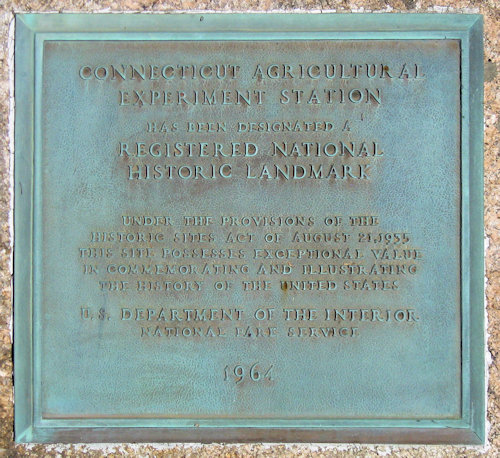 CONNECTICUT AGRICULTURAL
EXPERIMENT STATION
HAS BEEN DESIGNATED A
REGISTERED NATIONAL
HISTORIC LANDMARK
UNDER THE PROVISIONS OF THE
HISTORIC SITES ACT OF AUGUST 21, 1935
THIS SITE POSSESSES EXCEPTIONAL VALUE
IN COMMEMORATING AND ILLUSTRATING
THE HISTORY OF THE UNITED STATES
U.S. DEPARTMENT OF THE INTERIOR
NATIONAL PARK SERVICE
1964